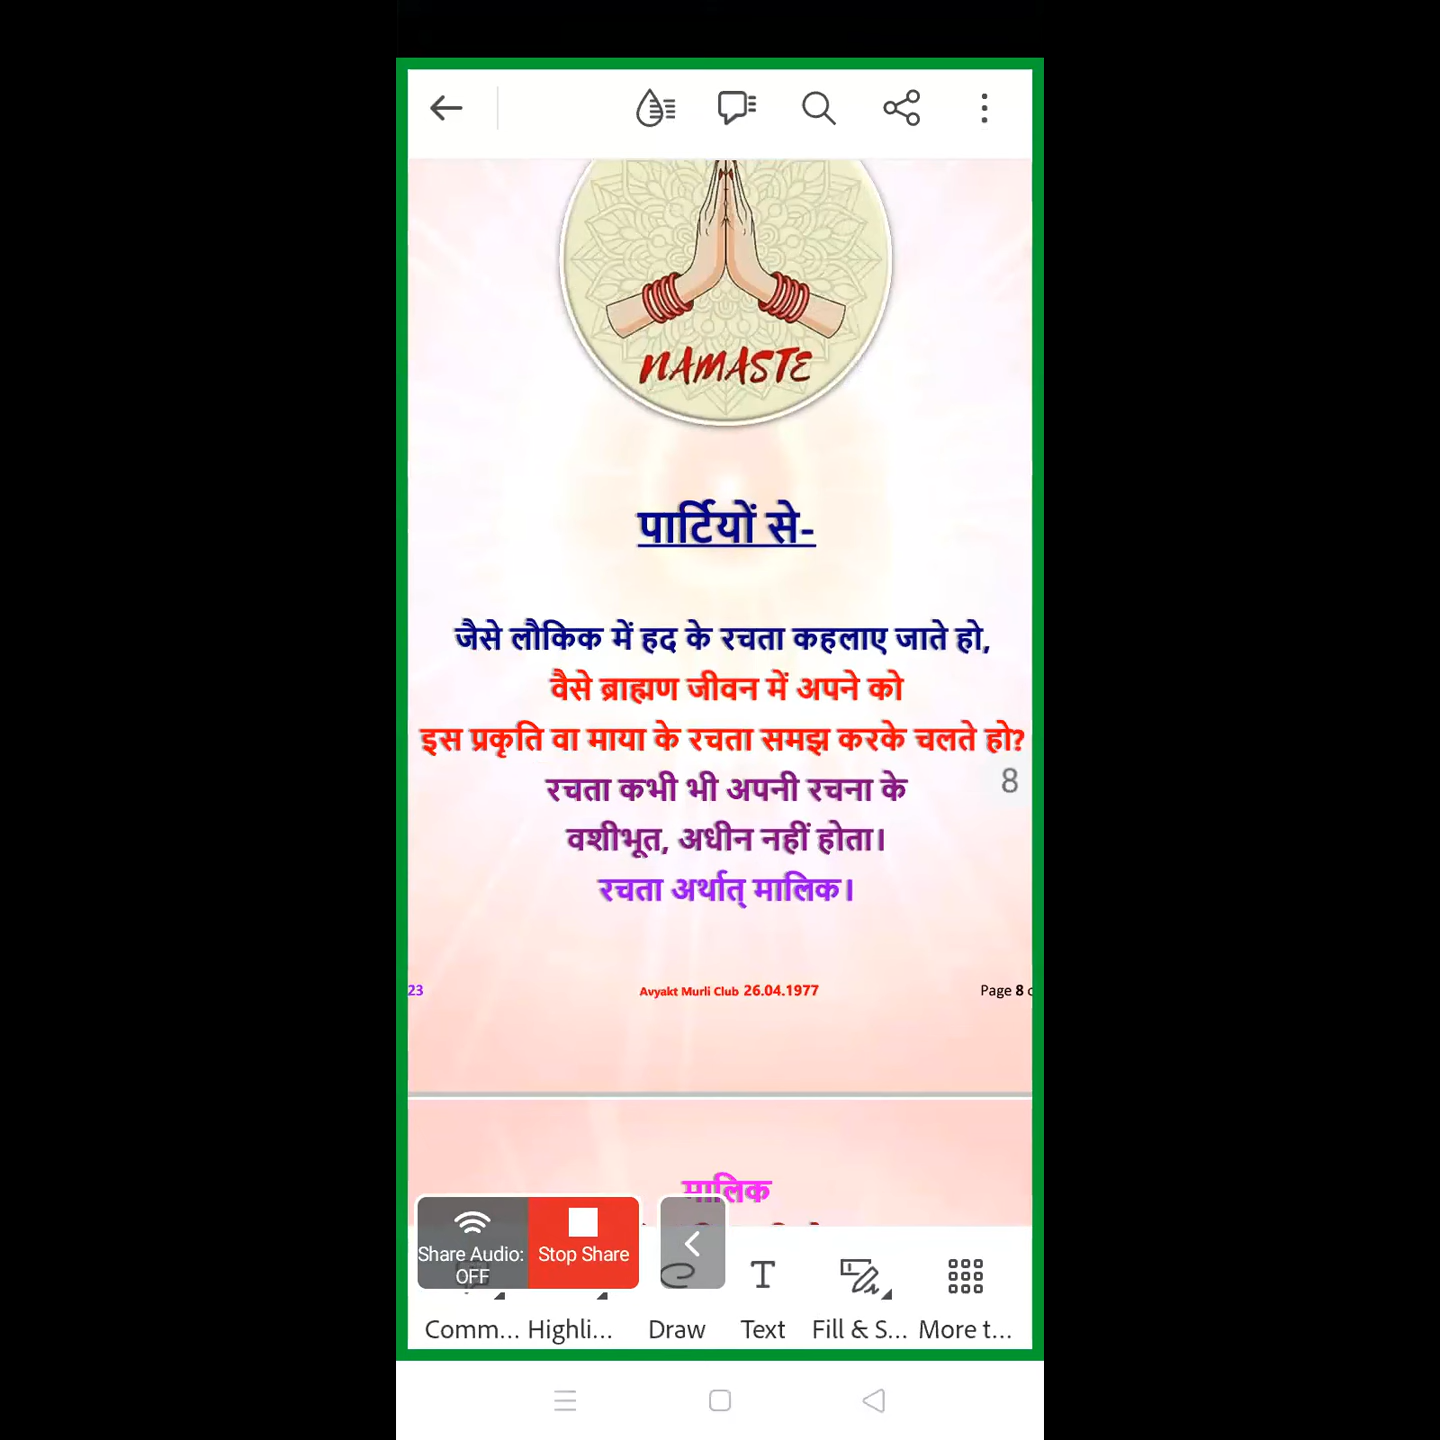 NAMASTE
पार्टियों से-
जैसे लौकिक में हद के रचता कहलाए जाते हो,
वैसे ब्राह्मण जीवन में अपने को
इस प्रकृति वा माया के रचता समझ करके चलते हो?
8
रचता कभी भी अपनी रचना के
वशीभूत, अधीन नहीं होता।
रचता अर्थात् मालिक।
23 Avyakt Murli Club 26.04.1977 Page 8
मालिक
Share Audio: OFF
Stop Share
Comm... Highli... Draw Text Fill & S... More t...